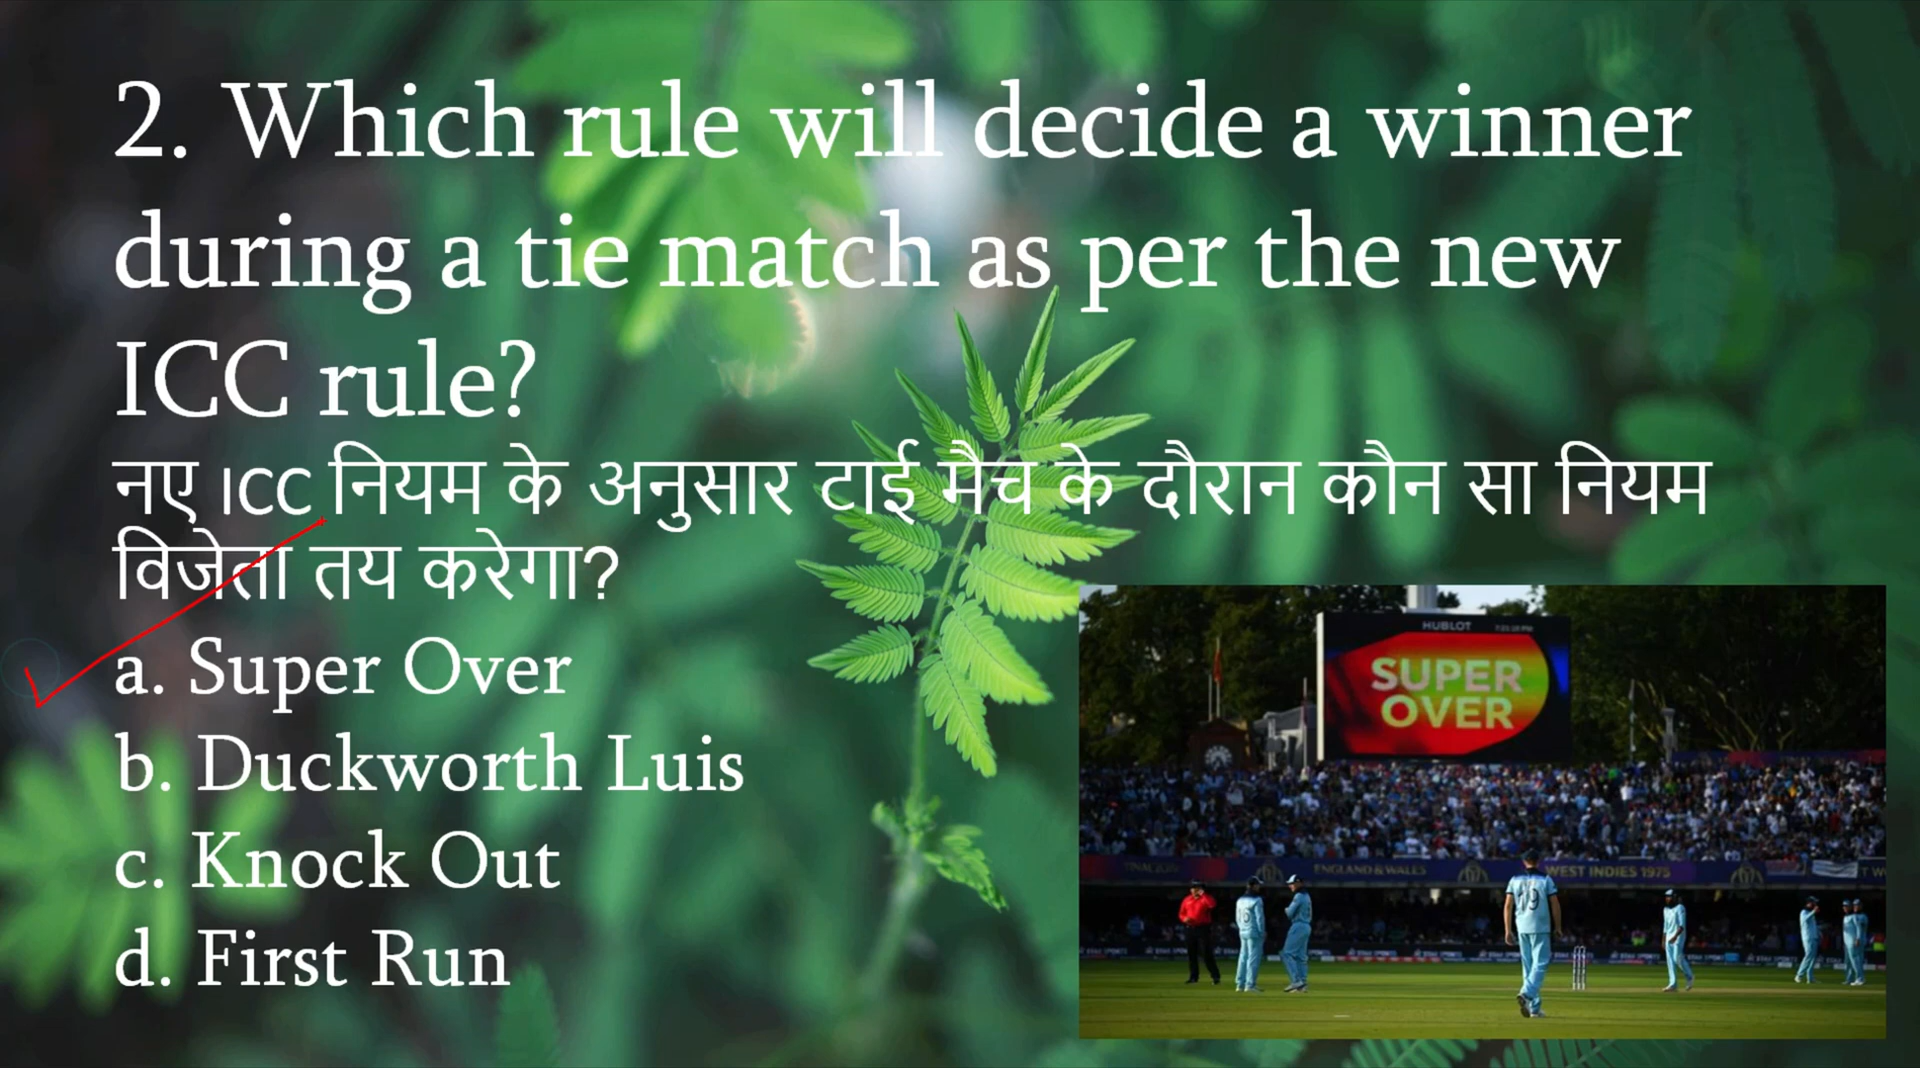 2. Which rule will decide a winner
during a tie match as per the new
ICC rule?
नए ICC नियम के अनुसार टाई मैच के दौरान कौन सा नियम
विजेता तय करेगा?
a. Super Over
b. Duckworth Luis
c. Knock Out
d. First Run
HUBLOT
SUPER
OVER
ENGLAND & WALES
WEST INDIES 1975
19